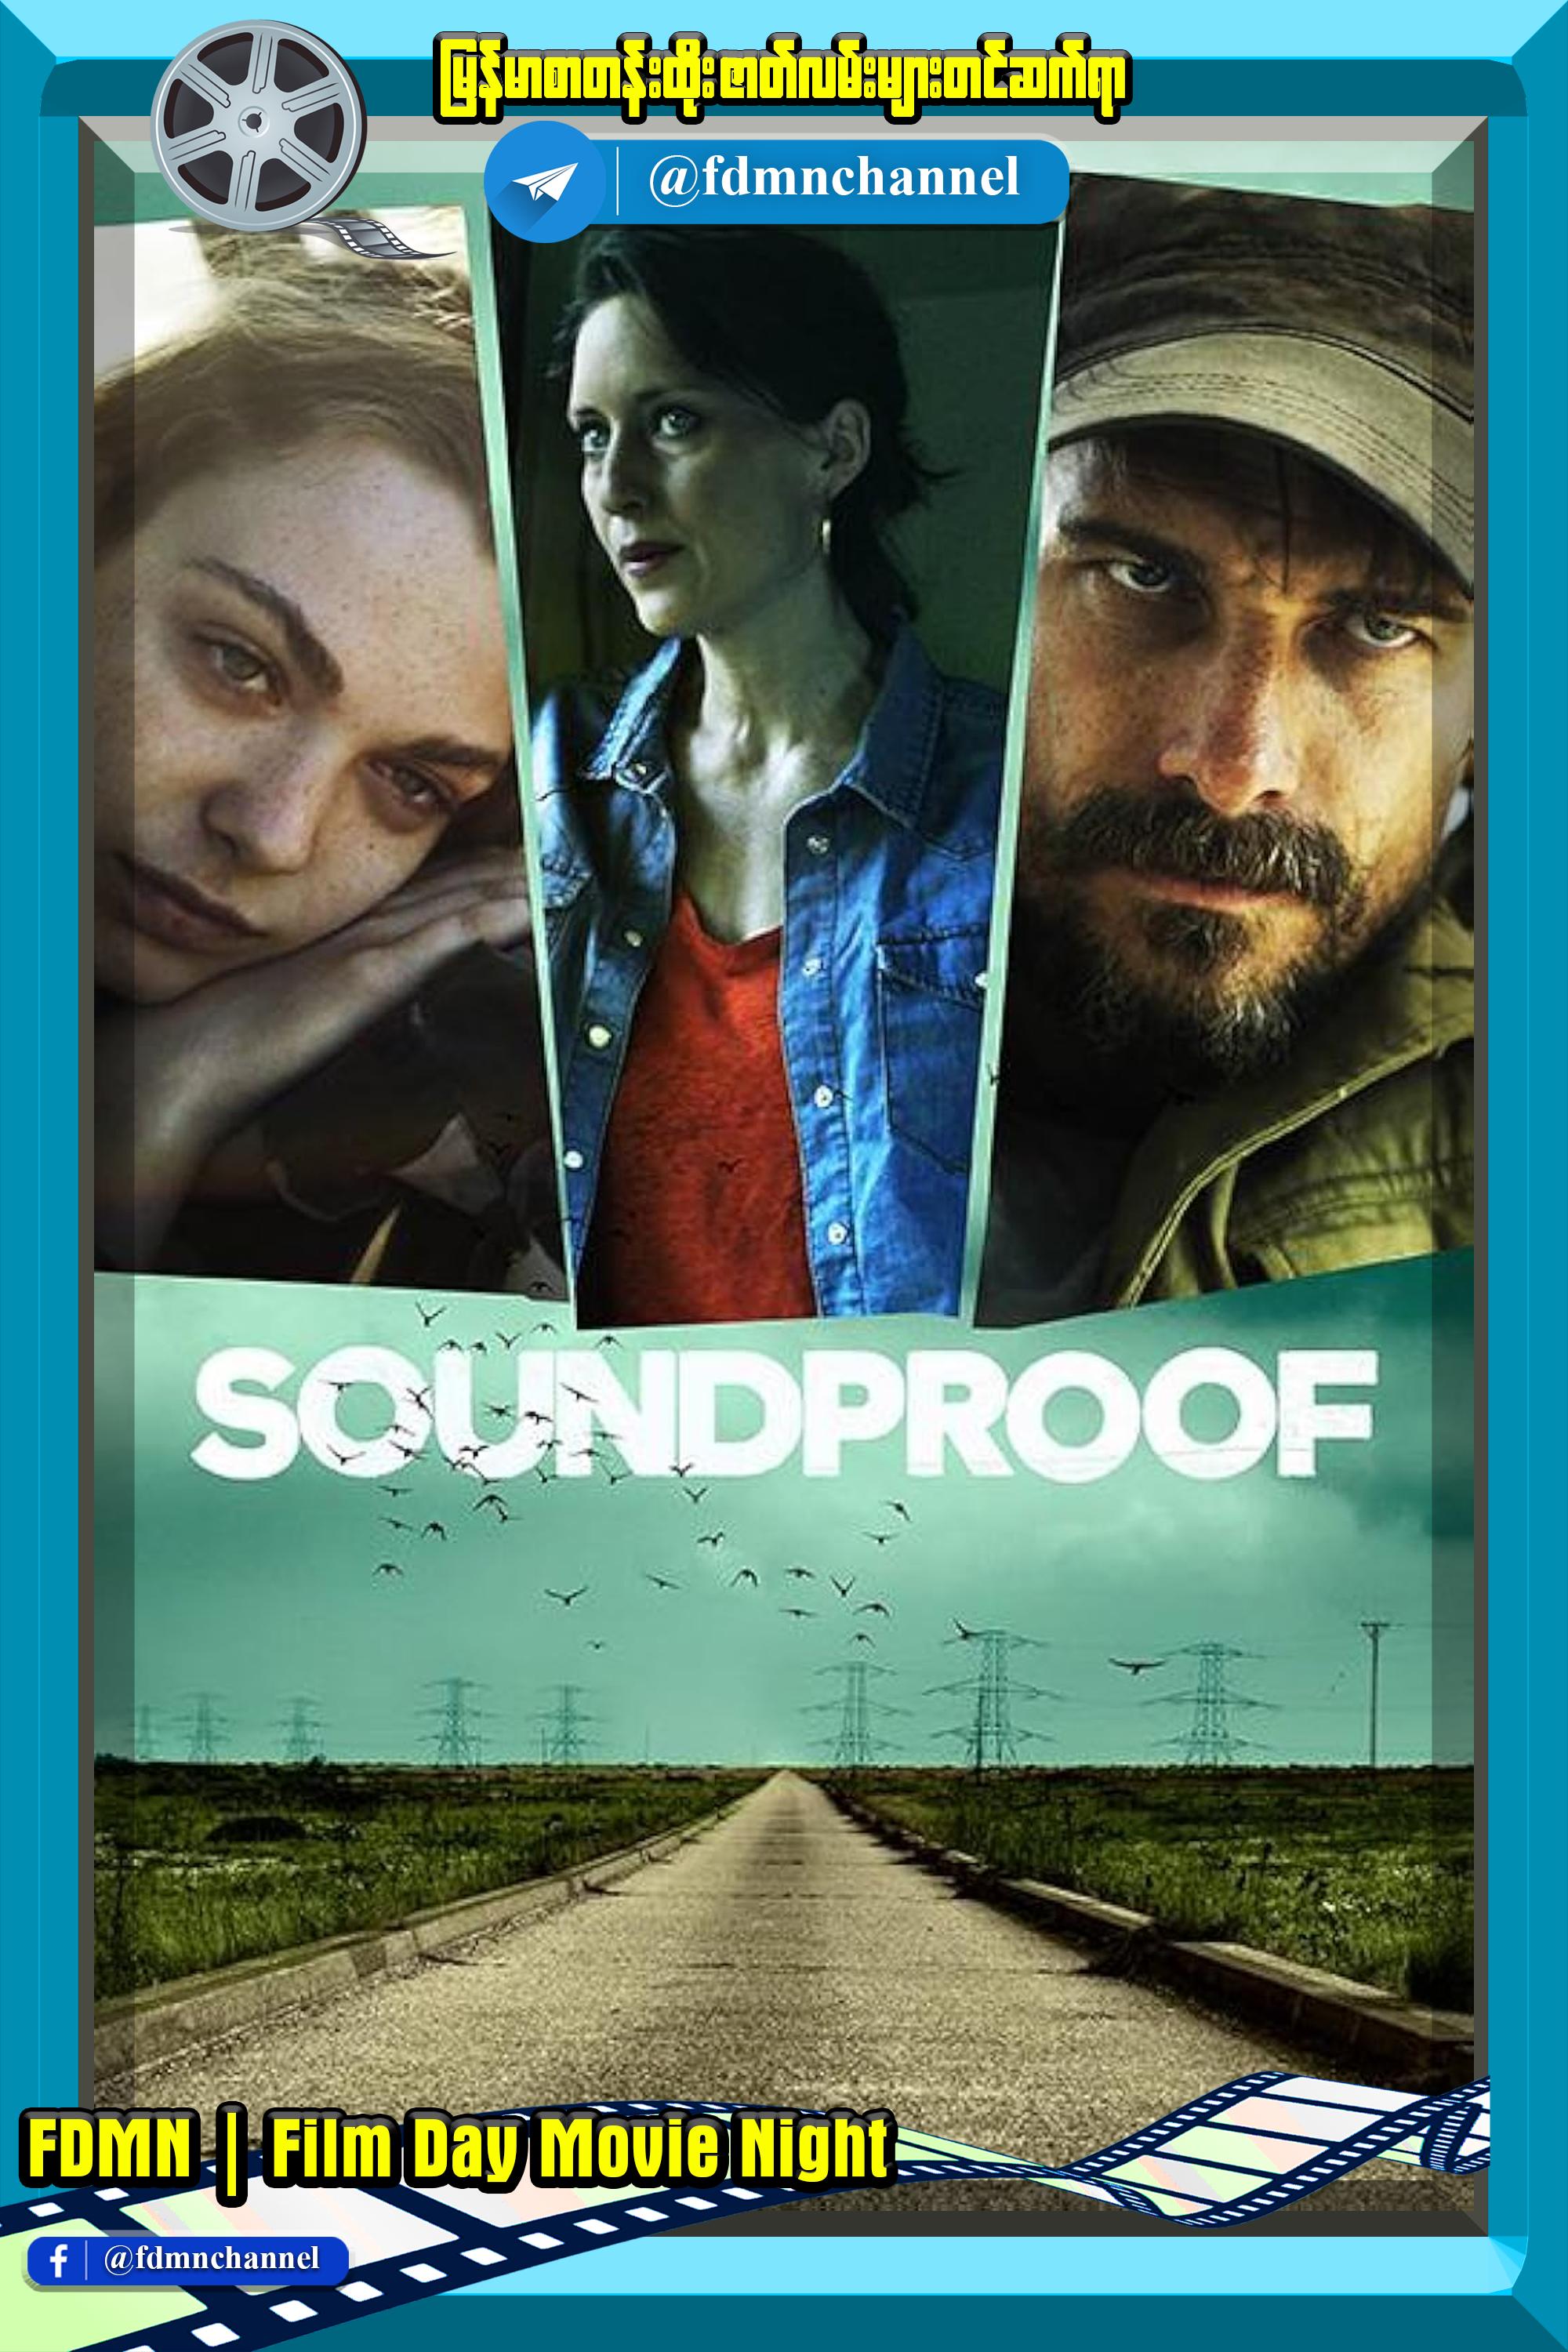 မြန်မာစာတန်းထိုး ဇာတ်လမ်းများတင်ဆက်ရာ
@fdmnchannel
SOUNDPROOF
FDMN | Film Day Movie Night
@fdmnchannel